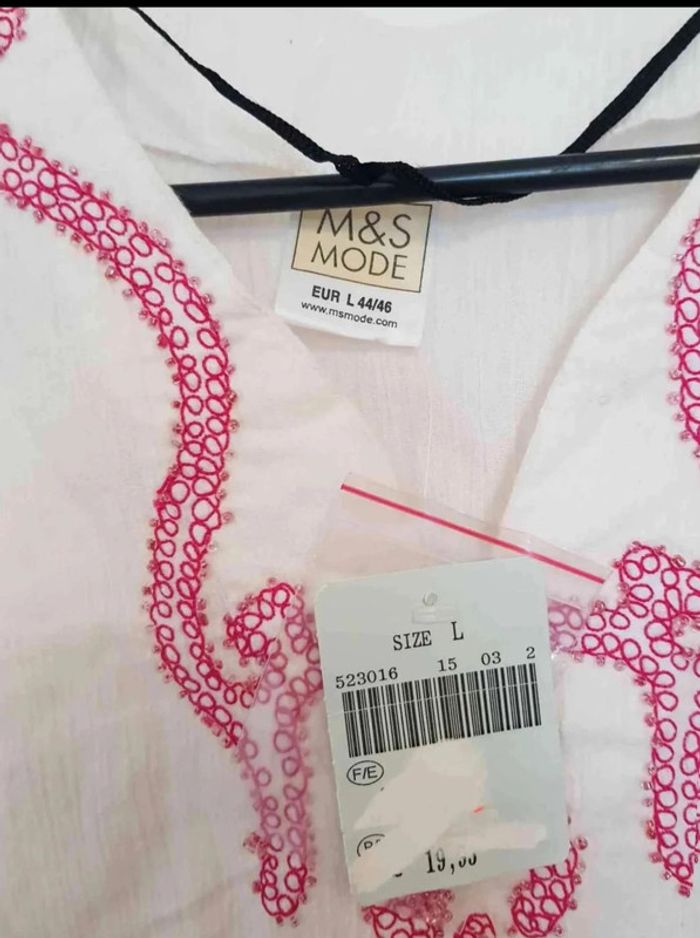 M&S
MODE
EUR L 44/46
www.msmode.com
SIZE L
523016 15 03 2
F/E